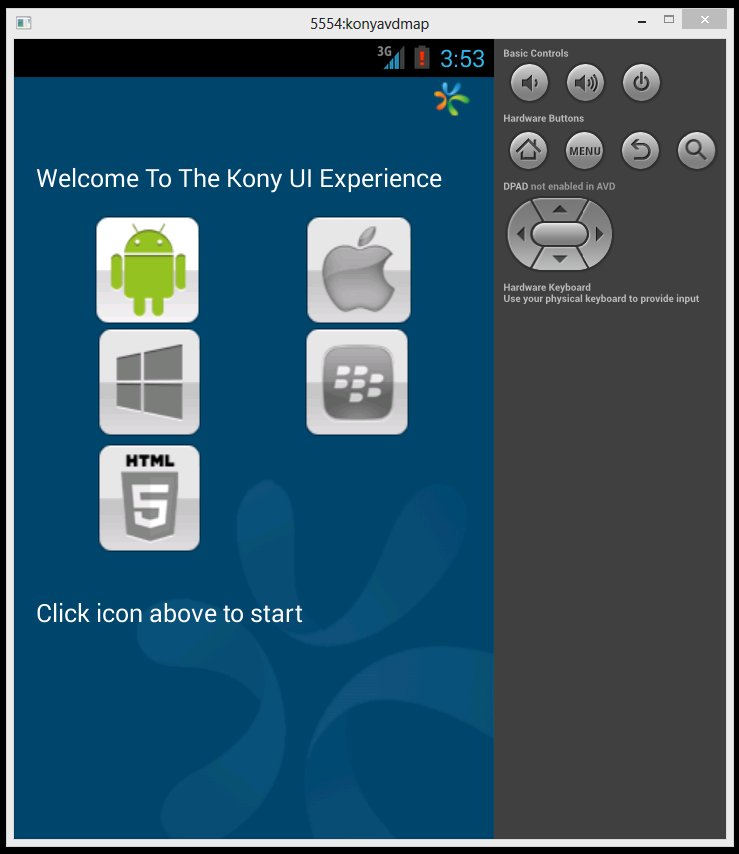 5554:konyavdmap
3G
3:53
Basic Controls
Hardware Buttons
MENU
DPAD not enabled in AVD
Hardware Keyboard
Use your physical keyboard to provide input
Welcome To The Kony UI Experience
HTML
5
Click icon above to start